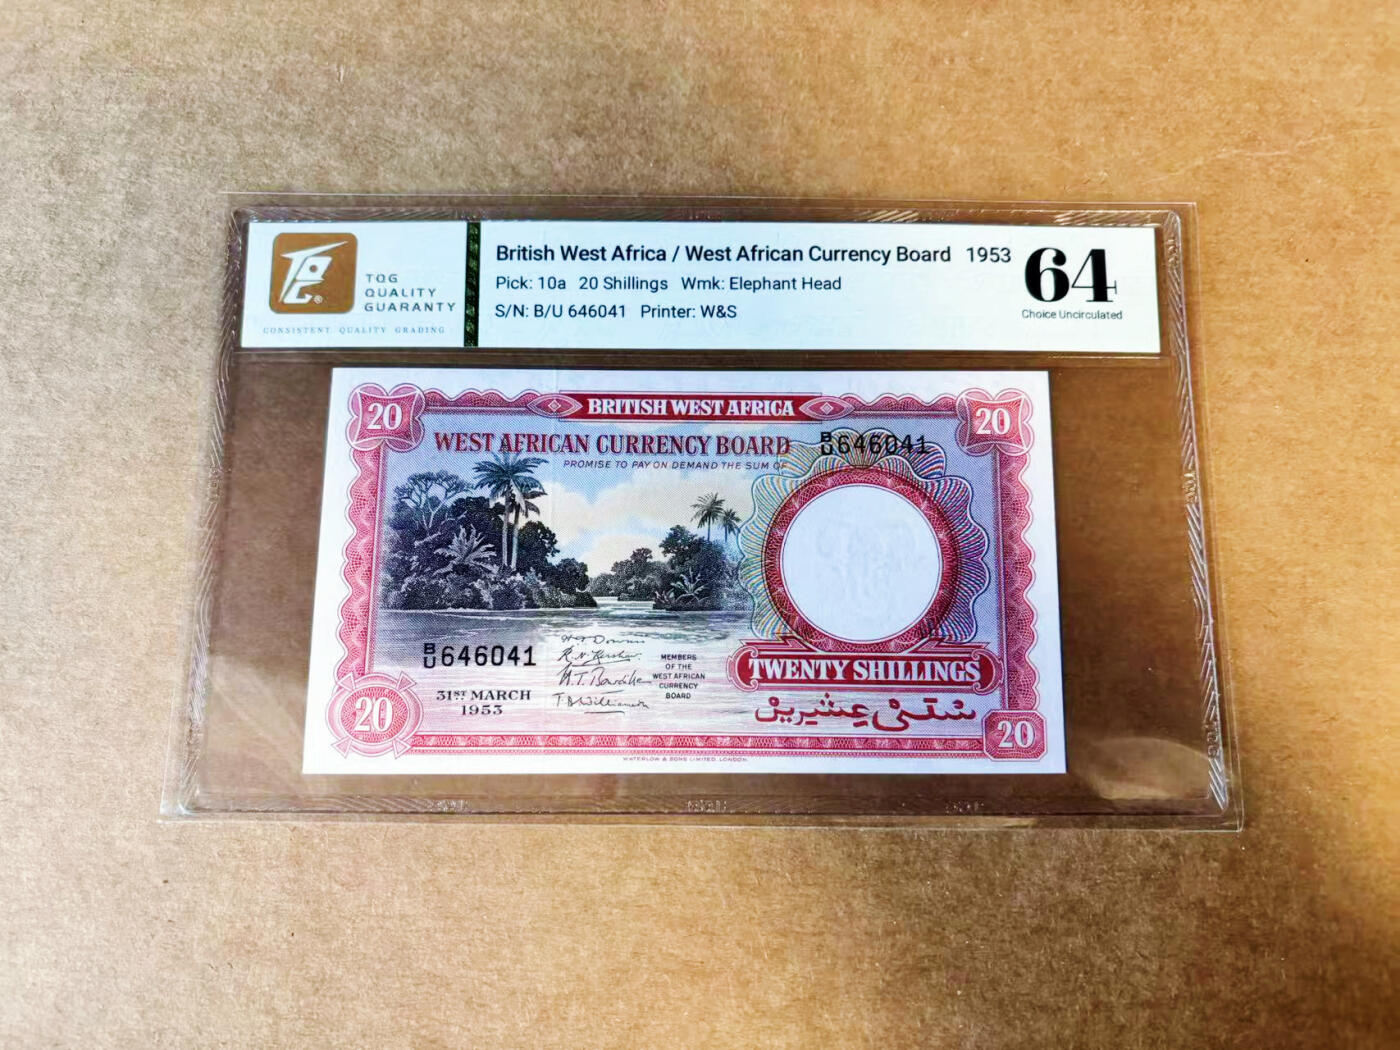 TQG
QUALITY
GUARANTY
CONSISTENT QUALITY GRADING
British West Africa / West African Currency Board 1953
Pick: 10a 20 Shillings Wmk: Elephant Head
S/N: B/U 646041 Printer: W&S
64
Choice Uncirculated
20
BRITISH WEST AFRICA
20
WEST AFRICAN CURRENCY BOARD
B/U 646041
PROMISE TO PAY ON DEMAND THE SUM OF
B/U 646041
31ST MARCH
1953
MEMBERS
OF THE
WEST AFRICAN
CURRENCY
BOARD
TWENTY SHILLINGS
شلنݣ عشيرين
20
20
WATERLOW & SONS LIMITED, LONDON.